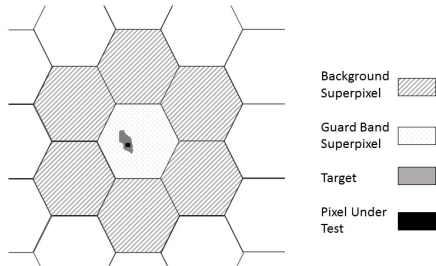 Background
Superpixel
Guard Band
Superpixel
Target
Pixel Under
Test